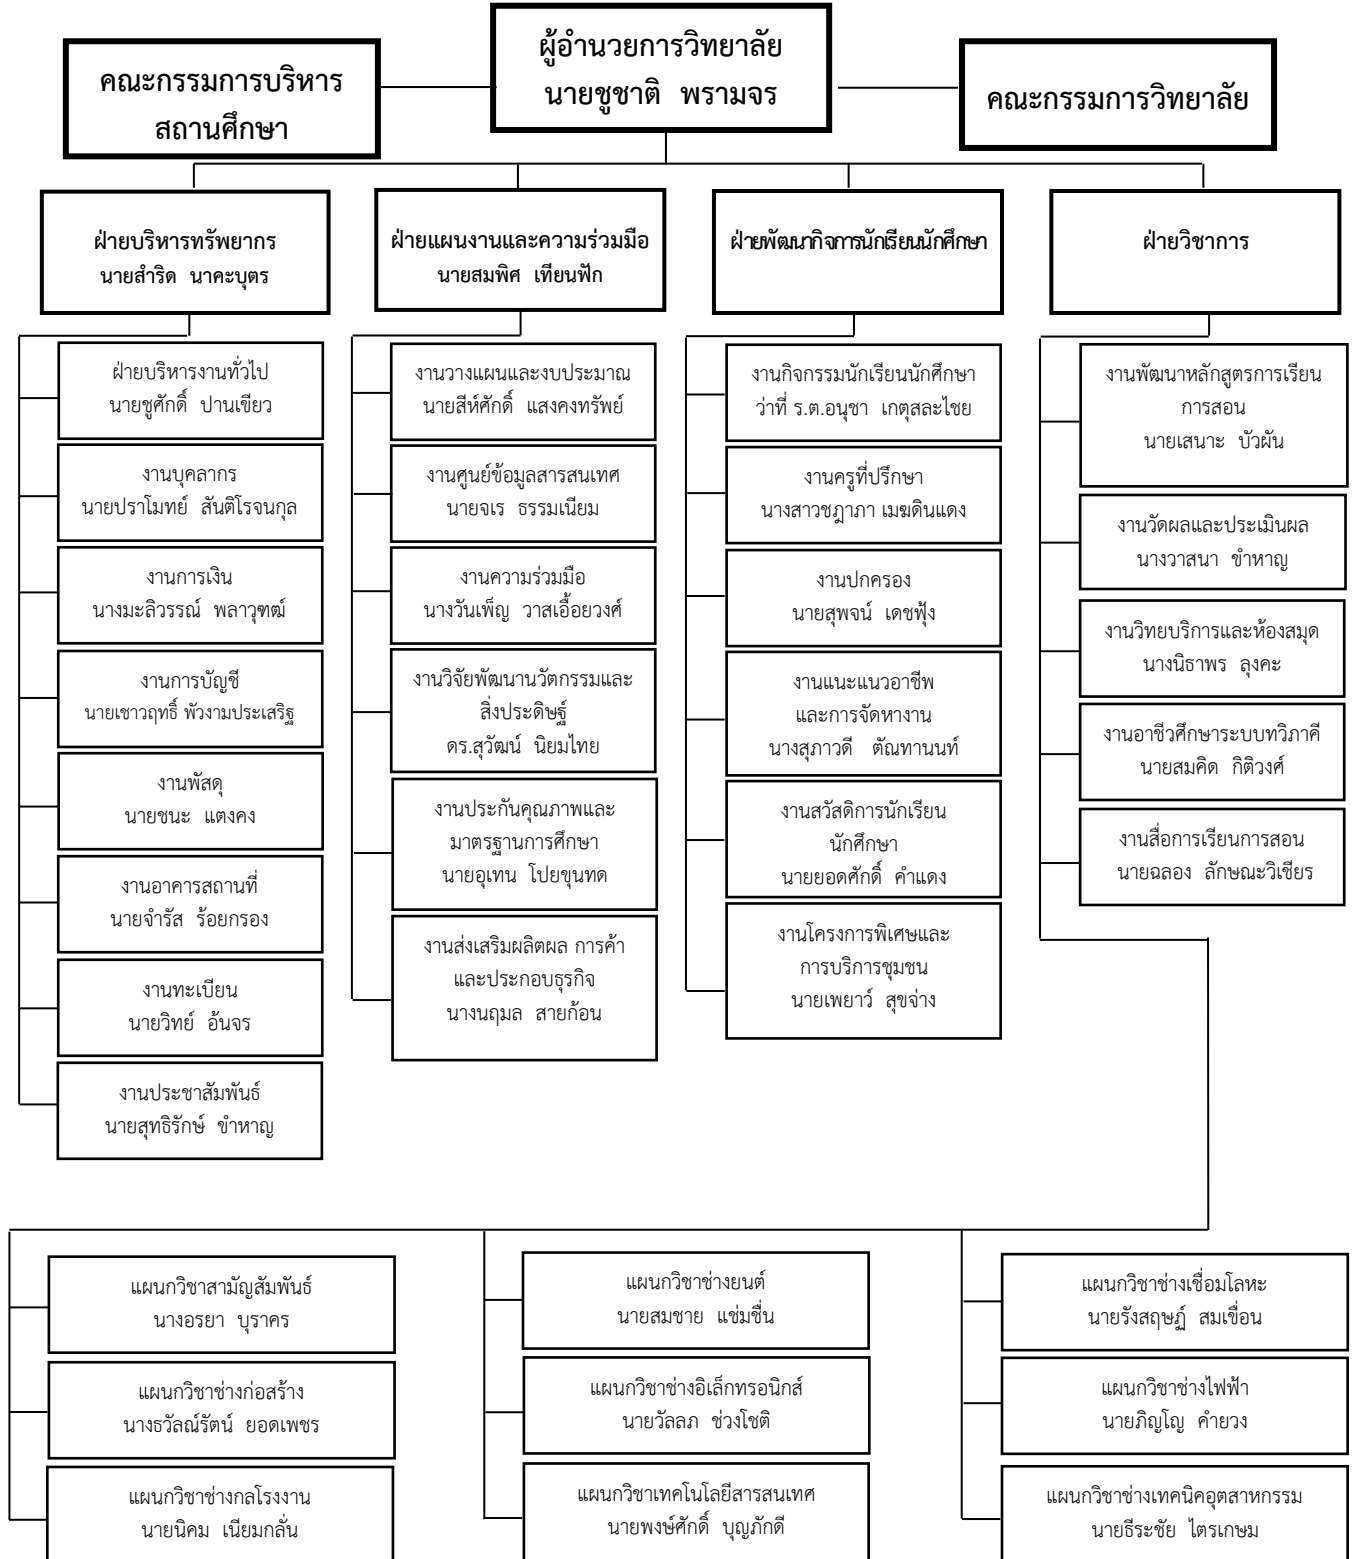 ผู้อำนวยการวิทยาลัย
นายชูชาติ พรามจร
คณะกรรมการบริหาร
สถานศึกษา
คณะกรรมการวิทยาลัย
ฝ่ายบริหารทรัพยากร
นายสำริด นาคะบุตร
ฝ่ายแผนงานและความร่วมมือ
นายสมพิศ เทียนฟัก
ฝ่ายพัฒนากิจการนักเรียนนักศึกษา
ฝ่ายวิชาการ
ฝ่ายบริหารงานทั่วไป
นายชูศักดิ์ ปานเขียว
งานบุคลากร
นายปราโมทย์ สันติโรจนกุล
งานการเงิน
นางมะลิวรรณ์ พลาวุฑฒ์
งานการบัญชี
นายเชาวฤทธิ์ พัวงามประเสริฐ
งานพัสดุ
นายชนะ แตงคง
งานอาคารสถานที่
นายจำรัส ร้อยกรอง
งานทะเบียน
นายวิทย์ อ้นจร
งานประชาสัมพันธ์
นายสุทธิรักษ์ ขำหาญ
งานวางแผนและงบประมาณ
นายสีห์ศักดิ์ แสงคงทรัพย์
งานศูนย์ข้อมูลสารสนเทศ
นายจเร ธรรมเนียม
งานความร่วมมือ
นางวันเพ็ญ วาสเอื้อยวงศ์
งานวิจัยพัฒนานวัตกรรมและ
สิ่งประดิษฐ์
ดร.สุวัฒน์ นิยมไทย
งานประกันคุณภาพและ
มาตรฐานการศึกษา
นายอุเทน โปยขุนทด
งานส่งเสริมผลิตผล การค้า
และประกอบธุรกิจ
นางนฤมล สายก้อน
งานกิจกรรมนักเรียนนักศึกษา
ว่าที่ ร.ต.อนุชา เกตุสละไชย
งานครูที่ปรึกษา
นางสาวชฎาภา เมฆดินแดง
งานปกครอง
นายสุพจน์ เดชฟุ้ง
งานแนะแนวอาชีพ
และการจัดหางาน
นางสุภาวดี ตัณทานนท์
งานสวัสดิการนักเรียน
นักศึกษา
นายยอดศักดิ์ คำแดง
งานโครงการพิเศษและ
การบริการชุมชน
นายเพยาว์ สุขจ่าง
งานพัฒนาหลักสูตรการเรียน
การสอน
นายเสนาะ บัวผัน
งานวัดผลและประเมินผล
นางวาสนา ขำหาญ
งานวิทยบริการและห้องสมุด
นางนิธาพร ลุงคะ
งานอาชีวศึกษาระบบทวิภาคี
นายสมคิด กิติวงศ์
งานสื่อการเรียนการสอน
นายฉลอง ลักษณะวิเชียร
แผนกวิชาสามัญสัมพันธ์
นางอรยา บุราคร
แผนกวิชาช่างก่อสร้าง
นางธวัลณ์รัตน์ ยอดเพชร
แผนกวิชาช่างกลโรงงาน
นายนิคม เนียมกลั่น
แผนกวิชาช่างยนต์
นายสมชาย แช่มชื่น
แผนกวิชาช่างอิเล็กทรอนิกส์
นายวัลลภ ช่วงโชติ
แผนกวิชาเทคโนโลยีสารสนเทศ
นายพงษ์ศักดิ์ บุญภักดี
แผนกวิชาช่างเชื่อมโลหะ
นายรังสฤษฏ์ สมเขื่อน
แผนกวิชาช่างไฟฟ้า
นายภิญโญ คำยวง
แผนกวิชาช่างเทคนิคอุตสาหกรรม
นายธีระชัย ไตรเกษม